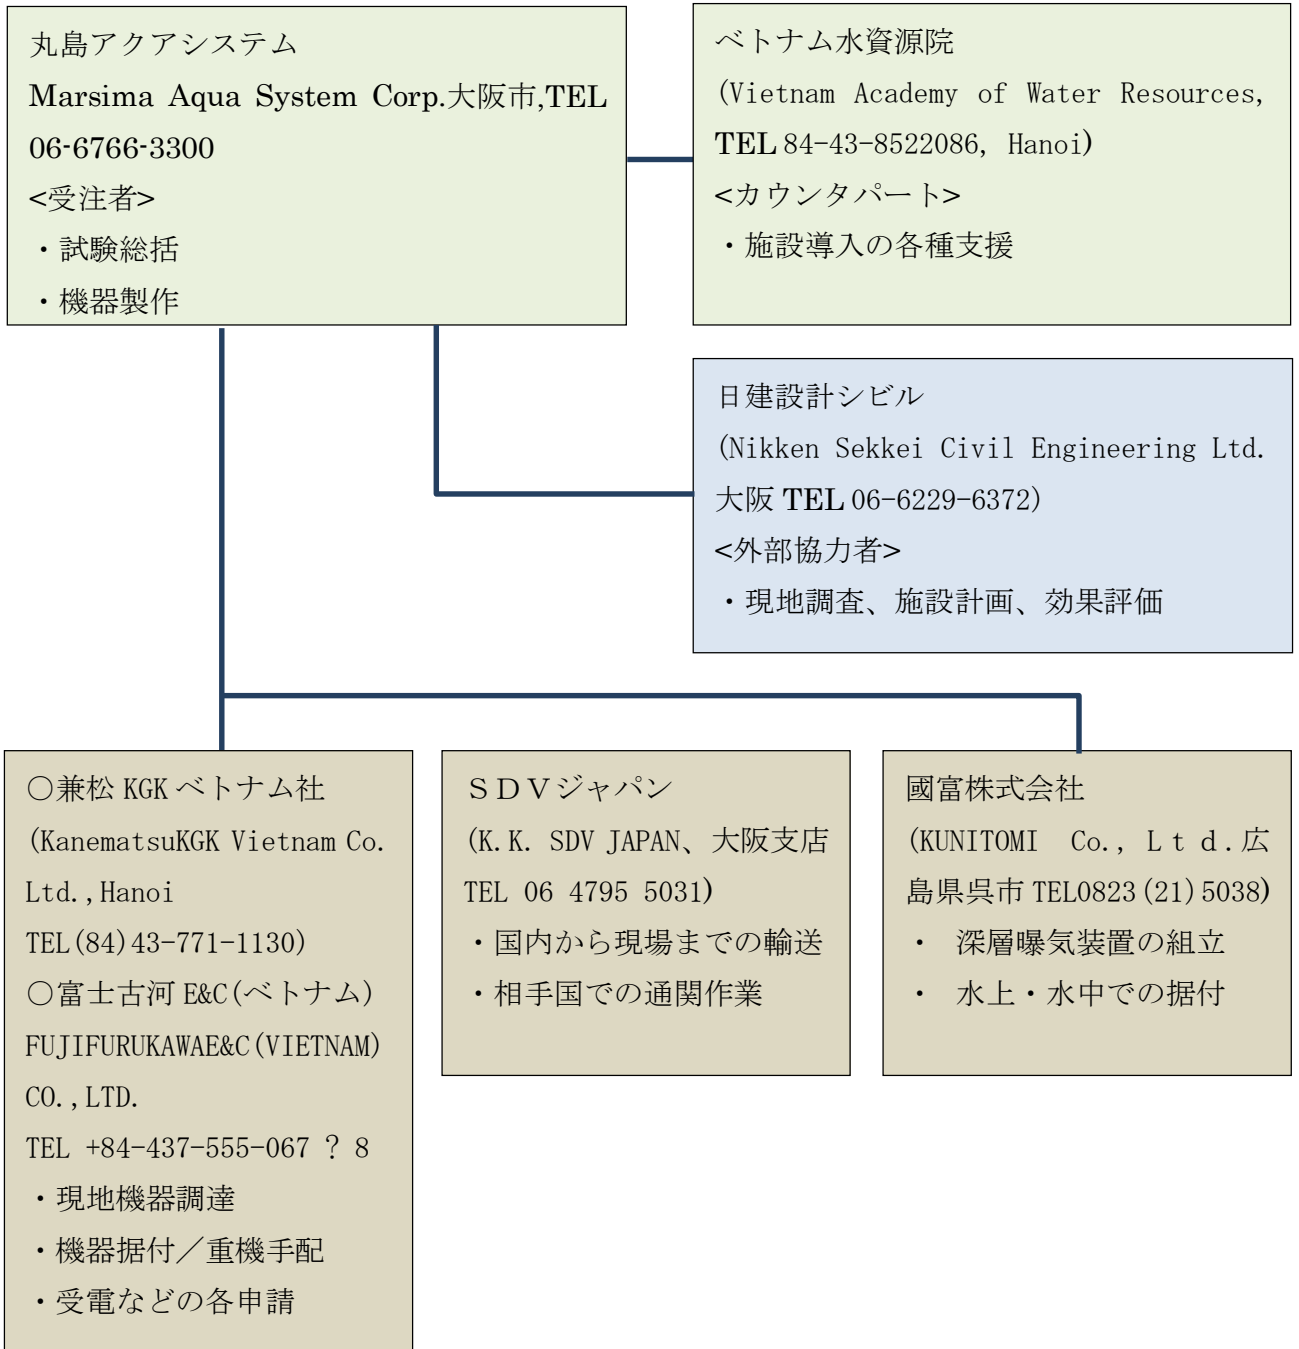 丸島アクアシステム
Marsima Aqua System Corp.大阪市,TEL
06-6766-3300
<受注者>
・試験総括
・機器製作
ベトナム水資源院
(Vietnam Academy of Water Resources,
TEL 84-43-8522086, Hanoi)
<カウンタパート>
・施設導入の各種支援
日建設計シビル
(Nikken Sekkei Civil Engineering Ltd.
大阪 TEL 06-6229-6372)
<外部協力者>
・現地調査、施設計画、効果評価
○兼松 KGK ベトナム社
(KanematsuKGK Vietnam Co.
Ltd.,Hanoi
TEL(84)43-771-1130)
○富士古河 E&C(ベトナム)
FUJIFURUKAWAE&C(VIETNAM)
CO.,LTD.
TEL +84-437-555-067 ? 8
・現地機器調達
・機器据付／重機手配
・受電などの各申請
ＳＤＶジャパン
(K.K. SDV JAPAN、大阪支店
TEL 06 4795 5031)
・国内から現場までの輸送
・相手国での通関作業
國富株式会社
(KUNITOMI Co., Ｌｔｄ.広
島県呉市 TEL0823(21)5038)
・ 深層曝気装置の組立
・ 水上・水中での据付